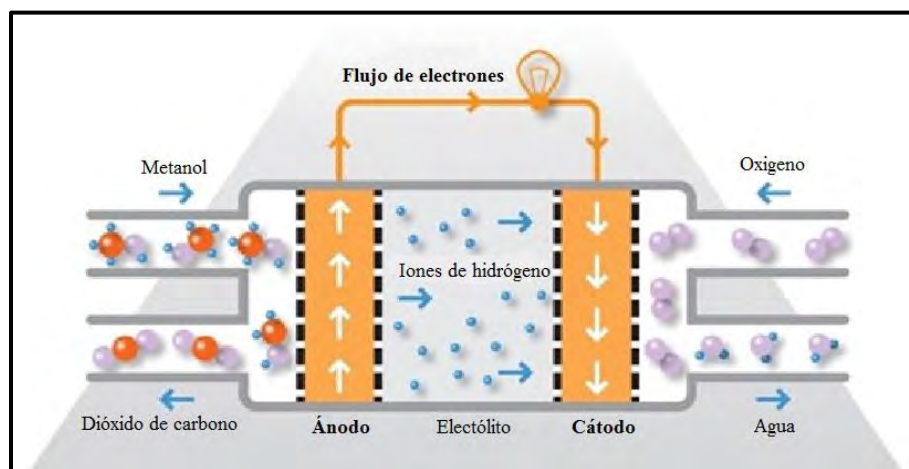 Flujo de electrones
Metanol
Oxigeno
Iones de hidrógeno
Dióxido de carbono
Ánodo
Electólito
Cátodo
Agua